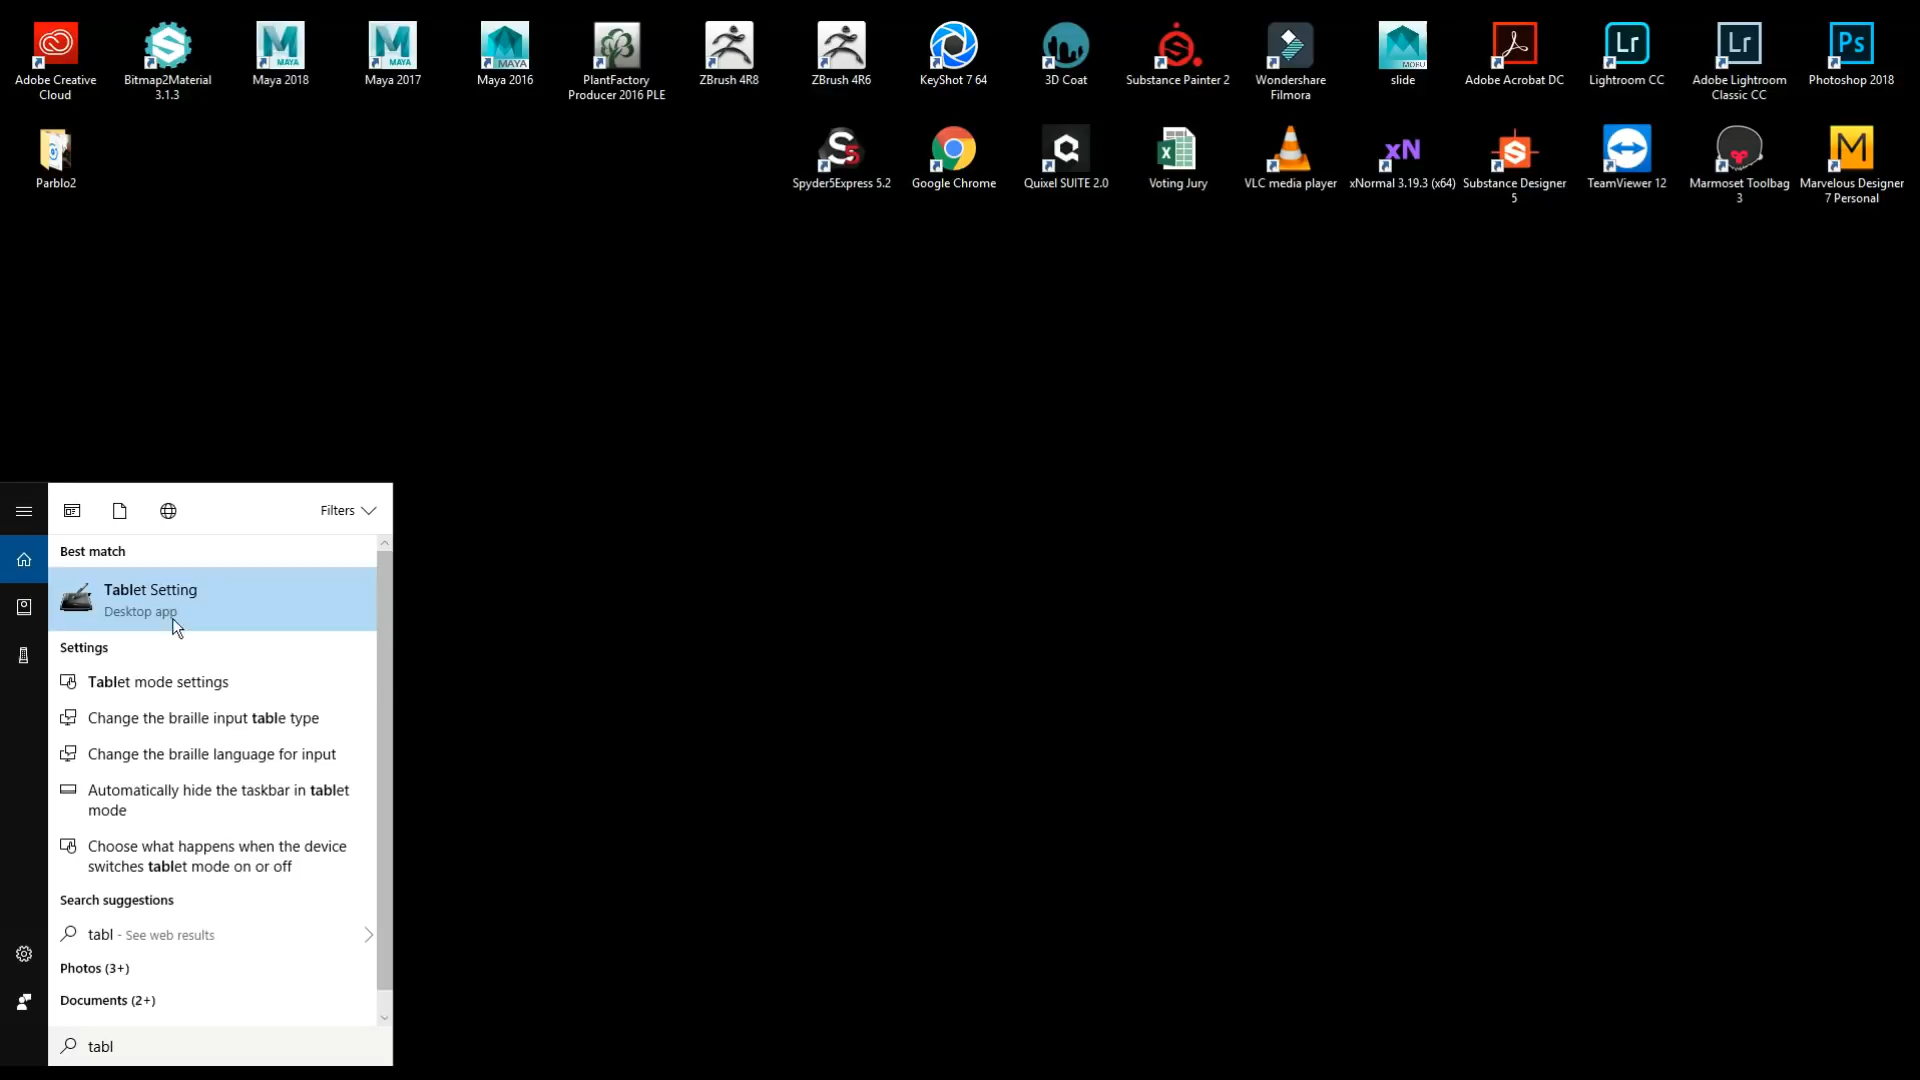 Adobe Creative
Cloud
Bitmap2Material
3.1.3
Maya 2018
Maya 2017
MAYA
Maya 2016
PlantFactory
Producer 2016 PLE
ZBrush 4R8
ZBrush 4R6
KeyShot 7 64
3D Coat
Substance Painter 2
Wondershare
Filmora
slide
Adobe Acrobat DC
Lr
Lightroom CC
Lr
Adobe Lightroom
Classic CC
Ps
Photoshop 2018
Parblo2
Spyder5Express 5.2
Google Chrome
Quixel SUITE 2.0
Voting Jury
VLC media player
xN
xNormal 3.19.3 (x64)
Substance Designer
5
TeamViewer 12
Marmoset Toolbag
3
Marvelous Designer
7 Personal
Filters
Best match
Tablet Setting
Desktop app
Settings
Tablet mode settings
Change the braille input table type
Change the braille language for input
Automatically hide the taskbar in tablet
mode
Choose what happens when the device
switches tablet mode on or off
Search suggestions
tabl - See web results
Photos (3+)
Documents (2+)
tabl